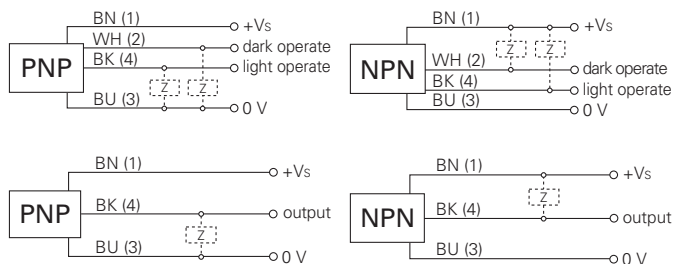 BN (1) +Vs
WH (2) dark operate
PNP
BK (4) light operate
Z Z
BU (3) 0 V
BN (1) +Vs
Z Z
NPN
WH (2) dark operate
BK (4) light operate
BU (3) 0 V
BN (1) +Vs
PNP
BK (4) output
Z
BU (3) 0 V
BN (1) +Vs
Z
NPN
BK (4) output
BU (3) 0 V